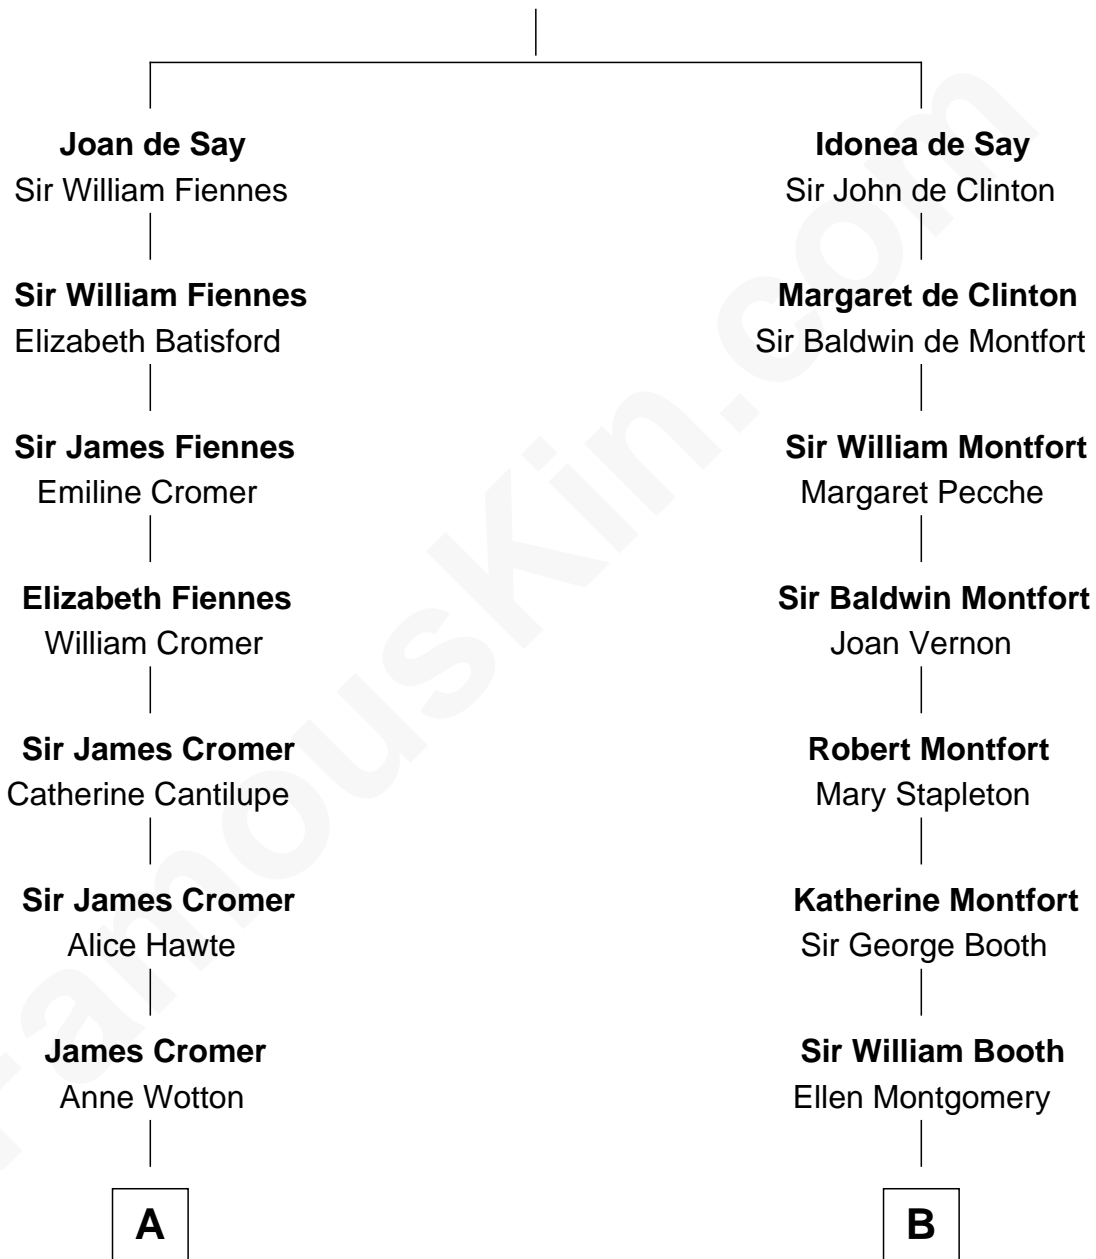 Joan de Say
Sir William Fiennes
Sir William Fiennes
Elizabeth Batisford
Sir James Fiennes
Emiline Cromer
Elizabeth Fiennes
William Cromer
Sir James Cromer
Catherine Cantilupe
Sir James Cromer
Alice Hawte
James Cromer
Anne Wotton
A
Idonea de Say
Sir John de Clinton
Margaret de Clinton
Sir Baldwin de Montfort
Sir William Montfort
Margaret Pecche
Sir Baldwin Montfort
Joan Vernon
Robert Montfort
Mary Stapleton
Katherine Montfort
Sir George Booth
Sir William Booth
Ellen Montgomery
B
FamousKin.com